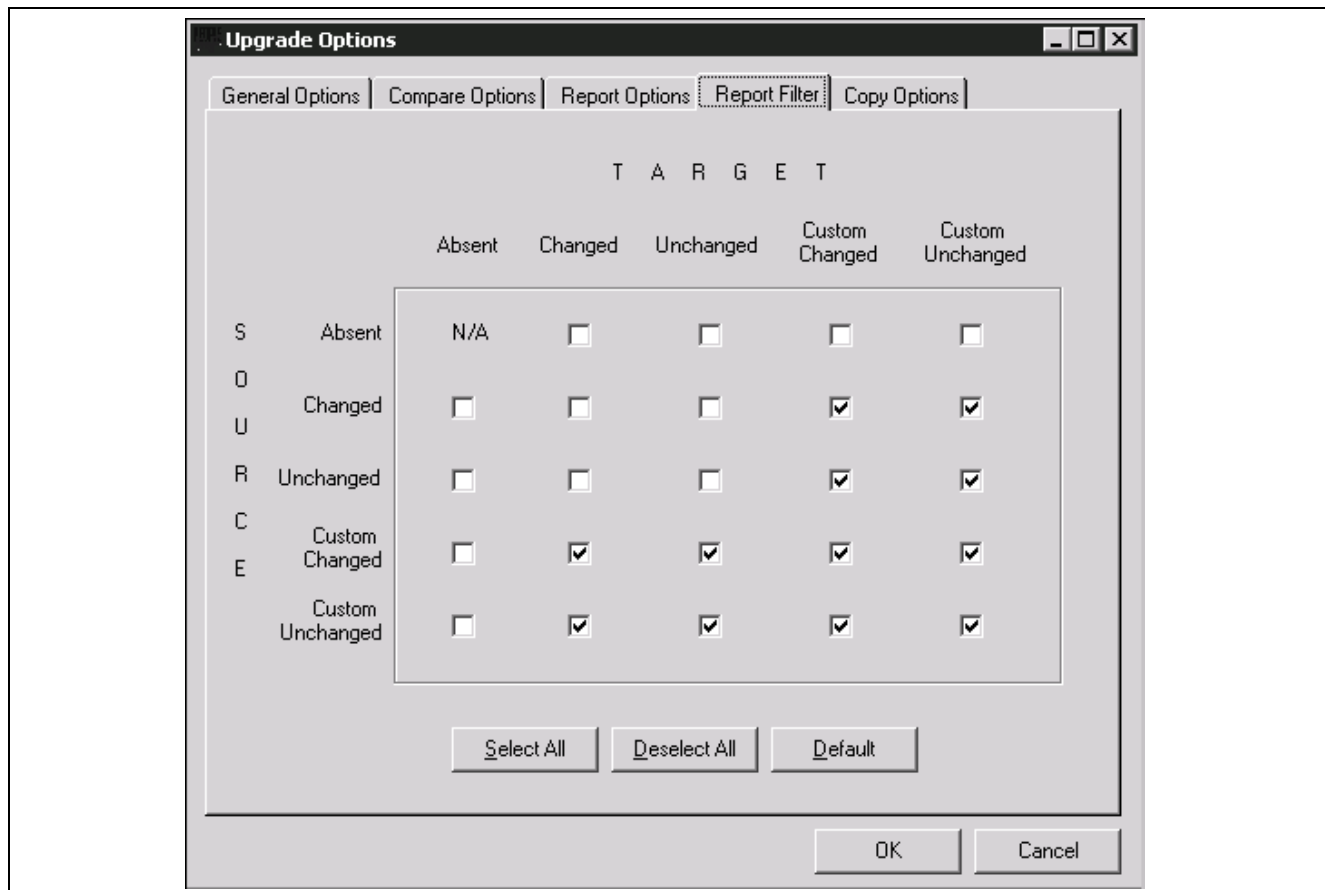 Upgrade Options
General Options Compare Options Report Options Report Filter Copy Options
T A R G E T
Absent Changed Unchanged Custom Changed Custom Unchanged
S O U R C E
Absent N/A
Changed
Unchanged
Custom
Changed
Custom
Unchanged
Select All Deselect All Default
OK Cancel